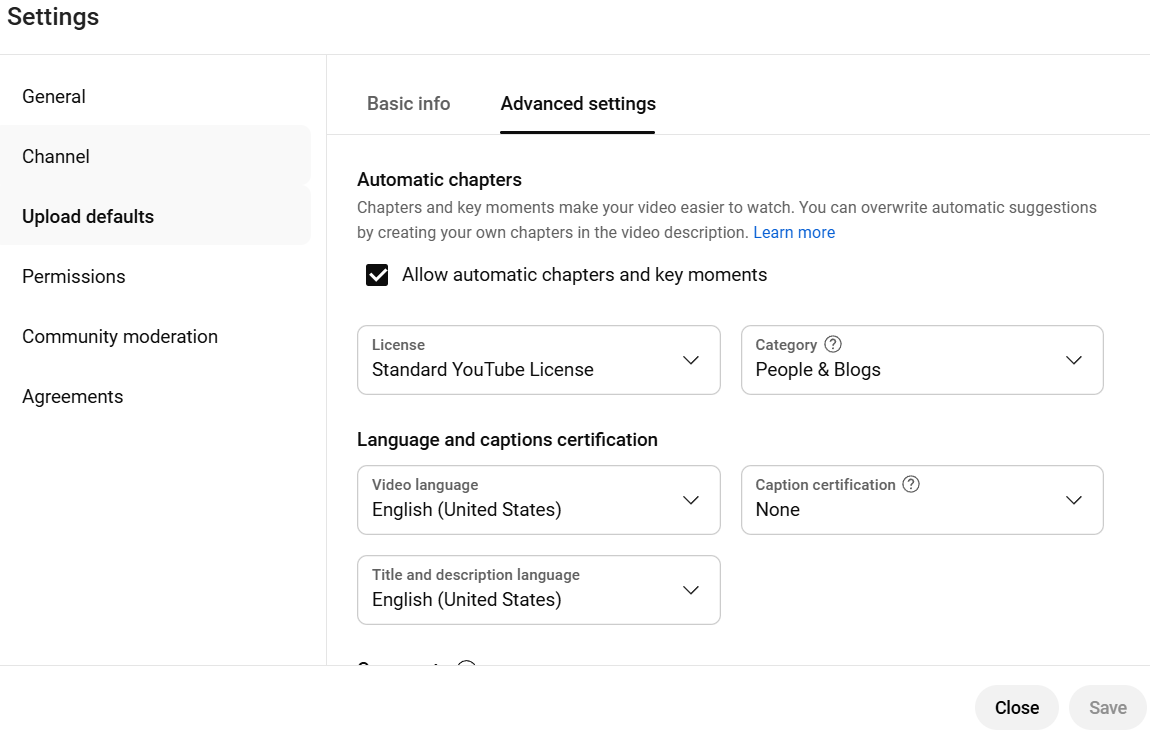 Settings
General
Channel
Upload defaults
Permissions
Community moderation
Agreements
Basic info
Advanced settings
Automatic chapters
Chapters and key moments make your video easier to watch. You can overwrite automatic suggestions
by creating your own chapters in the video description. Learn more
Allow automatic chapters and key moments
License
Standard YouTube License
Category ?
People & Blogs
Language and captions certification
Video language
English (United States)
Caption certification ?
None
Title and description language
English (United States)
Close
Save